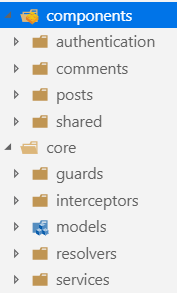 components
authentication
comments
posts
shared
core
guards
interceptors
models
resolvers
services